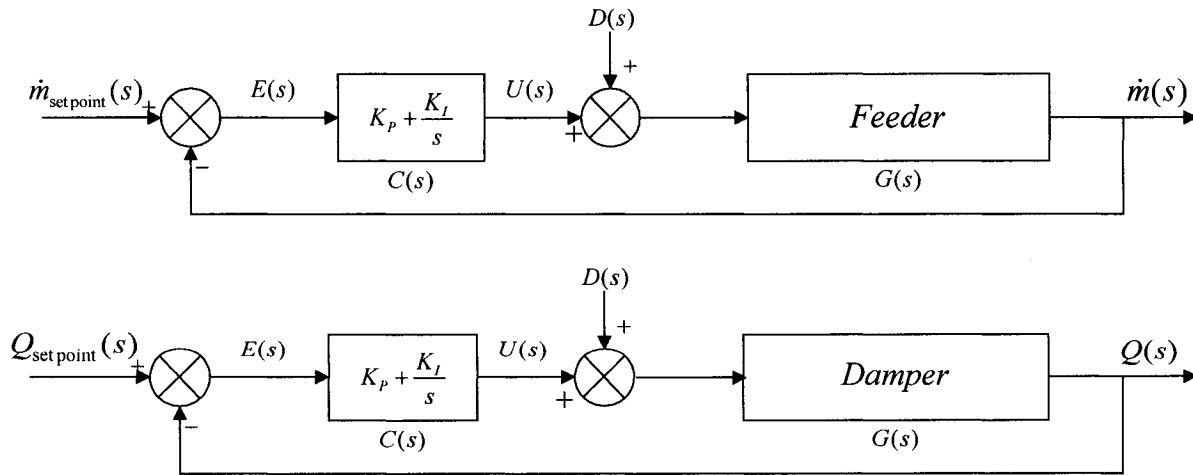 D(s)
+
ṁ_set point(s) + E(s) K_P + K_I/s U(s) + Feeder ṁ(s)
−
C(s) G(s)
D(s)
+
Q_set point(s) + E(s) K_P + K_I/s U(s) + Damper Q(s)
−
C(s) G(s)